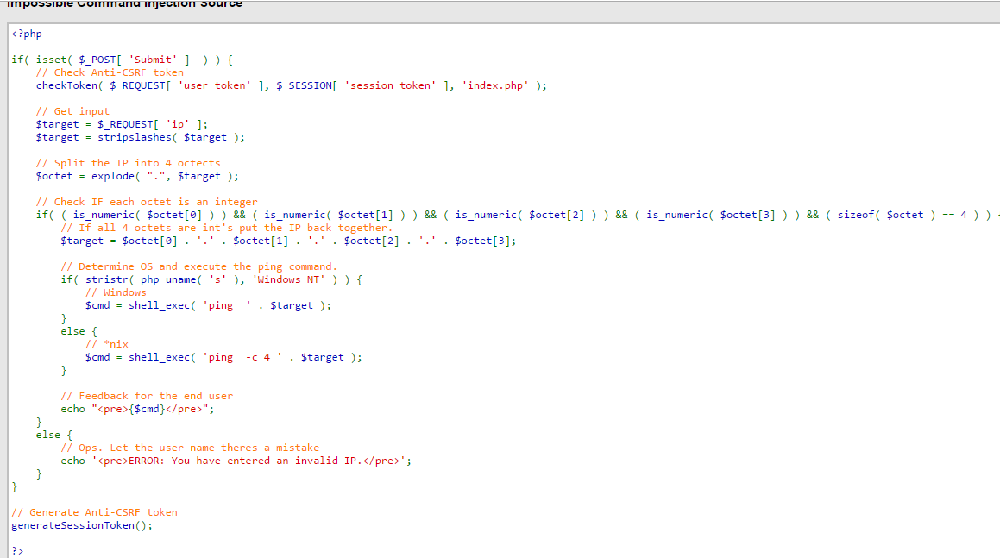 Impossible Command Injection Source
<?php
if( isset( $_POST[ 'Submit' ]  ) ) {
    // Check Anti-CSRF token
    checkToken( $_REQUEST[ 'user_token' ], $_SESSION[ 'session_token' ], 'index.php' );
    // Get input
    $target = $_REQUEST[ 'ip' ];
    $target = stripslashes( $target );
    // Split the IP into 4 octects
    $octet = explode( ".", $target );
    // Check IF each octet is an integer
    if( ( is_numeric( $octet[0] ) ) && ( is_numeric( $octet[1] ) ) && ( is_numeric( $octet[2] ) ) && ( is_numeric( $octet[3] ) ) && ( sizeof( $octet ) == 4 ) )
        // If all 4 octets are int's put the IP back together.
        $target = $octet[0] . '.' . $octet[1] . '.' . $octet[2] . '.' . $octet[3];
        // Determine OS and execute the ping command.
        if( stristr( php_uname( 's' ), 'Windows NT' ) ) {
            // Windows
            $cmd = shell_exec( 'ping  ' . $target );
        }
        else {
            // *nix
            $cmd = shell_exec( 'ping  -c 4 ' . $target );
        }
        // Feedback for the end user
        echo "<pre>{$cmd}</pre>";
    }
    else {
        // Ops. Let the user name theres a mistake
        echo '<pre>ERROR: You have entered an invalid IP.</pre>';
    }
}
// Generate Anti-CSRF token
generateSessionToken();
?>